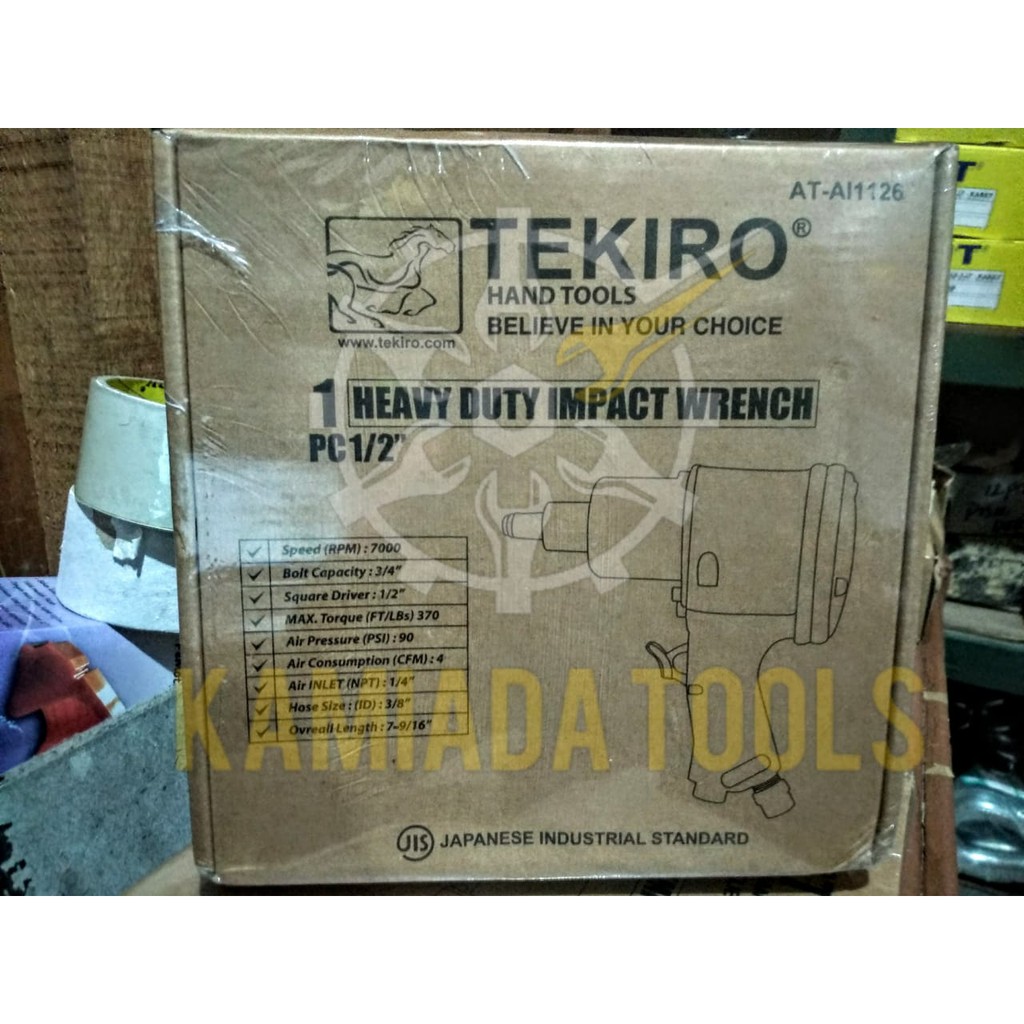 AT-AI1126
TEKIRO®
HAND TOOLS
BELIEVE IN YOUR CHOICE
www.tekiro.com
1 HEAVY DUTY IMPACT WRENCH
PC 1/2"
Speed (RPM) : 7000
Bolt Capacity : 3/4"
Square Driver : 1/2"
MAX. Torque (FT/LBs) 370
Air Pressure (PSI) : 90
Air Consumption (CFM) : 4
Air INLET (NPT) : 1/4"
Hose Size : (ID) : 3/8"
Ovreall Length : 7-9/16"
KAMIADA TOOLS
JIS JAPANESE INDUSTRIAL STANDARD
T
T